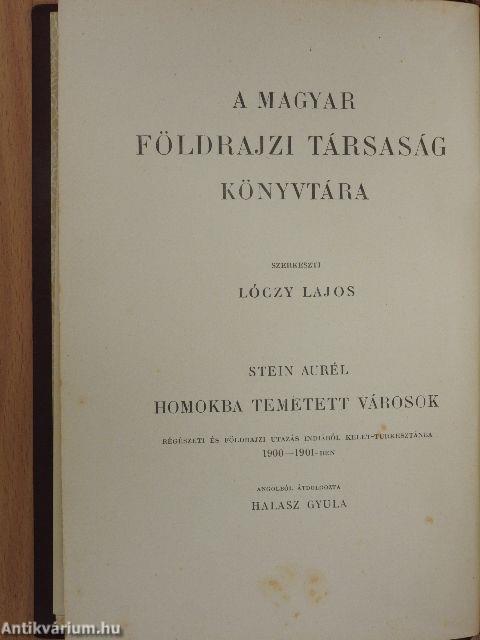 A MAGYAR
FÖLDRAJZI TÁRSASÁG
KÖNYVTÁRA
SZERKESZTI
LÓCZY LAJOS
STEIN AURÉL
HOMOKBA TEMETETT VÁROSOK
RÉGÉSZETI ÉS FÖLDRAJZI UTAZÁS INDIÁBÓL KELET-TURKESZTÁNBA
1900—1901-BEN
ANGOLBÓL ÁTDOLGOZTA
HALÁSZ GYULA
Antikvárium.hu